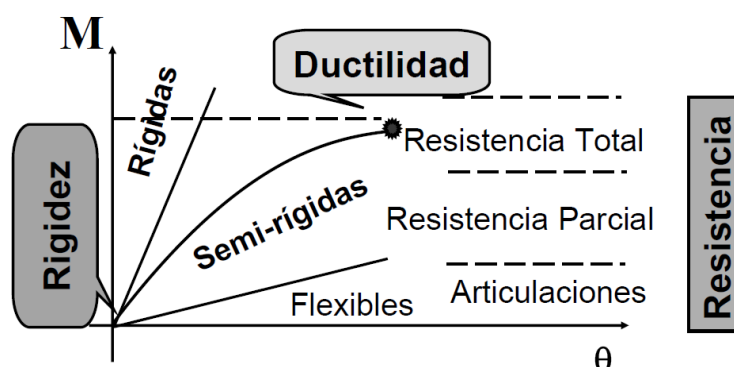 M
Ductilidad
Rígidas
Resistencia Total
Rigidez
Semi-rígidas
Resistencia Parcial
Resistencia
Flexibles
Articulaciones
θ